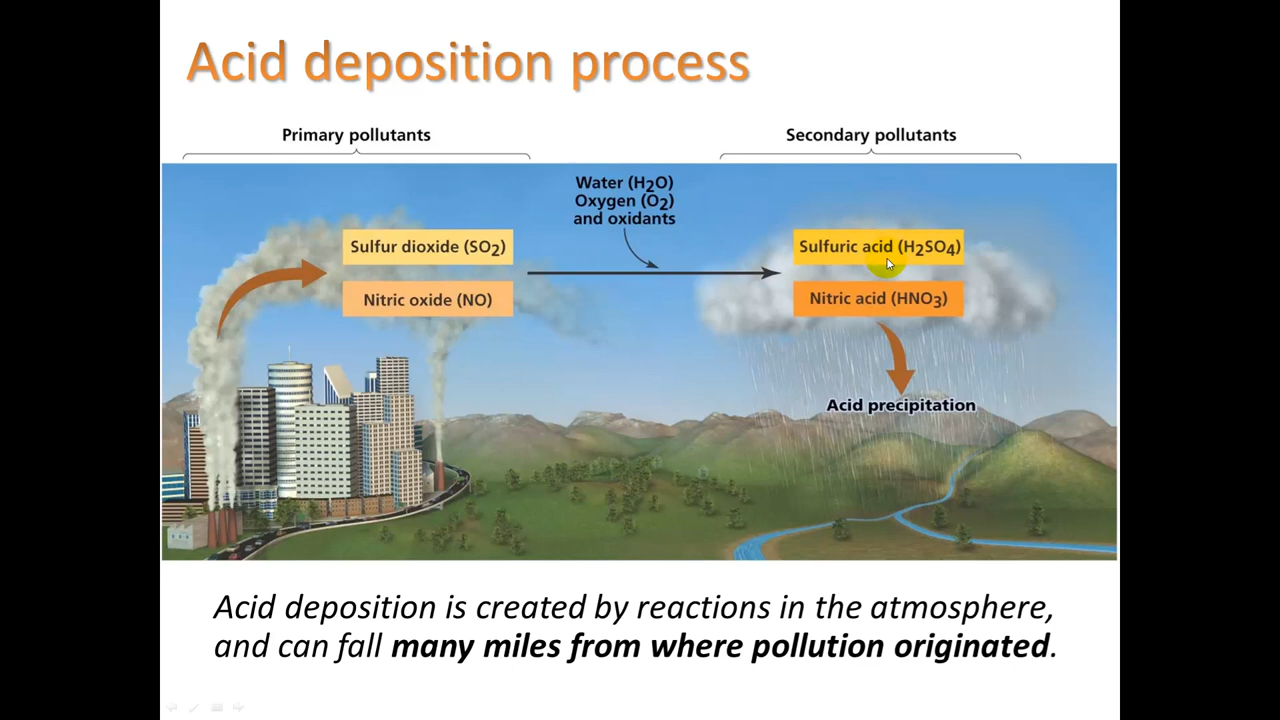 Acid deposition process
Primary pollutants
Secondary pollutants
Water (H2O)
Oxygen (O2)
and oxidants
Sulfur dioxide (SO2)
Nitric oxide (NO)
Sulfuric acid (H2SO4)
Nitric acid (HNO3)
Acid precipitation
Acid deposition is created by reactions in the atmosphere,
and can fall many miles from where pollution originated.